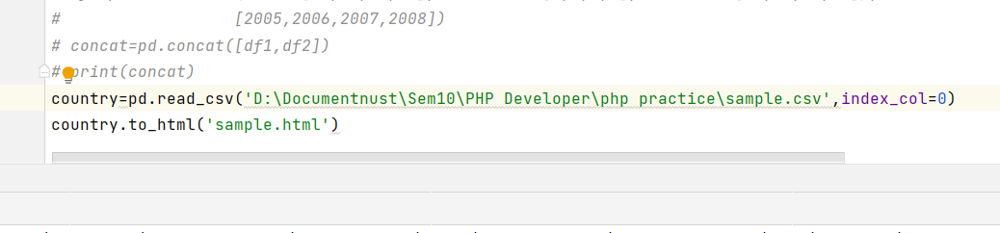 # [2005,2006,2007,2008])
# concat=pd.concat([df1,df2])
# print(concat)
country=pd.read_csv('D:\Documentnust\Sem10\PHP Developer\php practice\sample.csv',index_col=0)
country.to_html('sample.html')